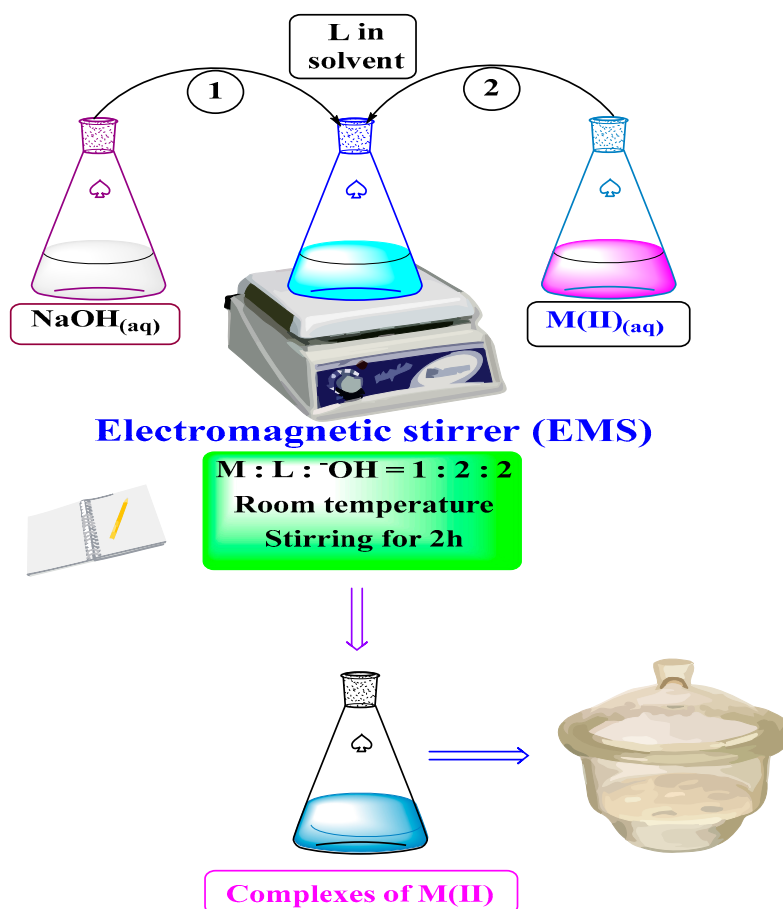 L in
solvent
1
2
NaOH(aq)
M(II)(aq)
Electromagnetic stirrer (EMS)
M : L : ⁻OH = 1 : 2 : 2
Room temperature
Stirring for 2h
Complexes of M(II)